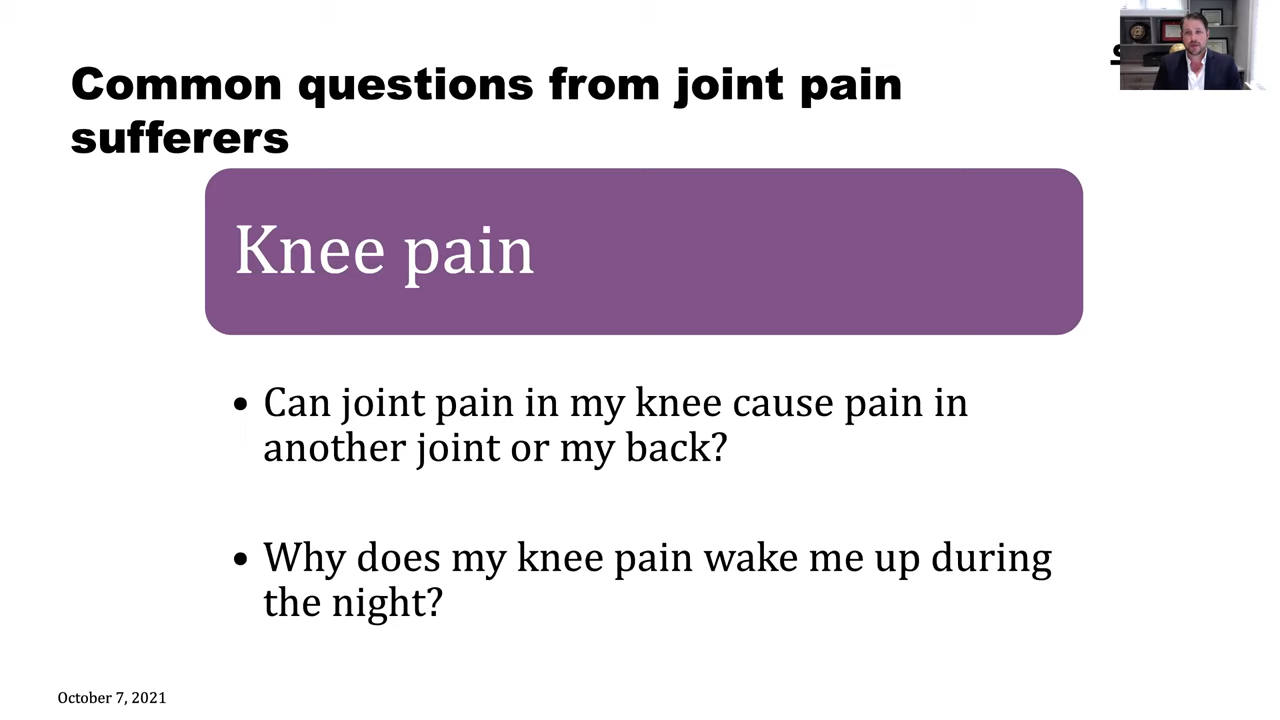 Common questions from joint pain
sufferers
Knee pain
• Can joint pain in my knee cause pain in
another joint or my back?
• Why does my knee pain wake me up during
the night?
October 7, 2021